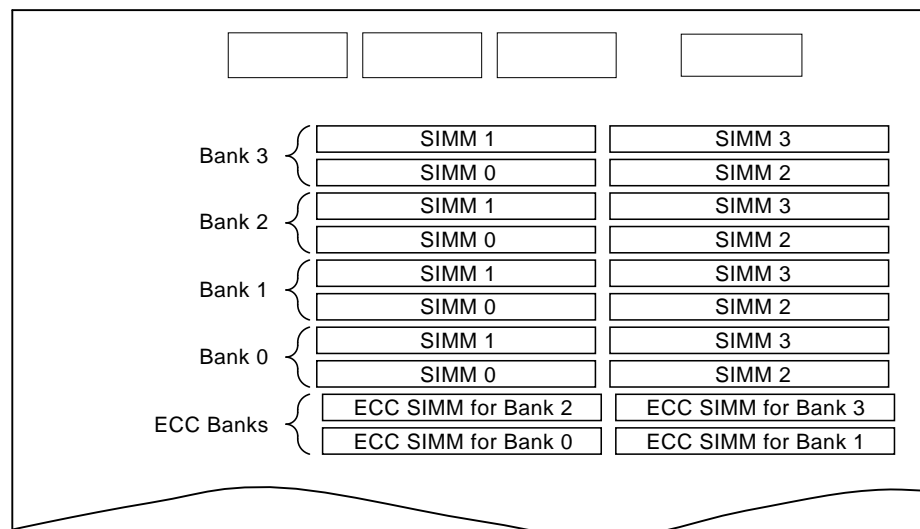 Bank 3
SIMM 1 SIMM 3
SIMM 0 SIMM 2
Bank 2
SIMM 1 SIMM 3
SIMM 0 SIMM 2
Bank 1
SIMM 1 SIMM 3
SIMM 0 SIMM 2
Bank 0
SIMM 1 SIMM 3
SIMM 0 SIMM 2
ECC Banks
ECC SIMM for Bank 2 ECC SIMM for Bank 3
ECC SIMM for Bank 0 ECC SIMM for Bank 1